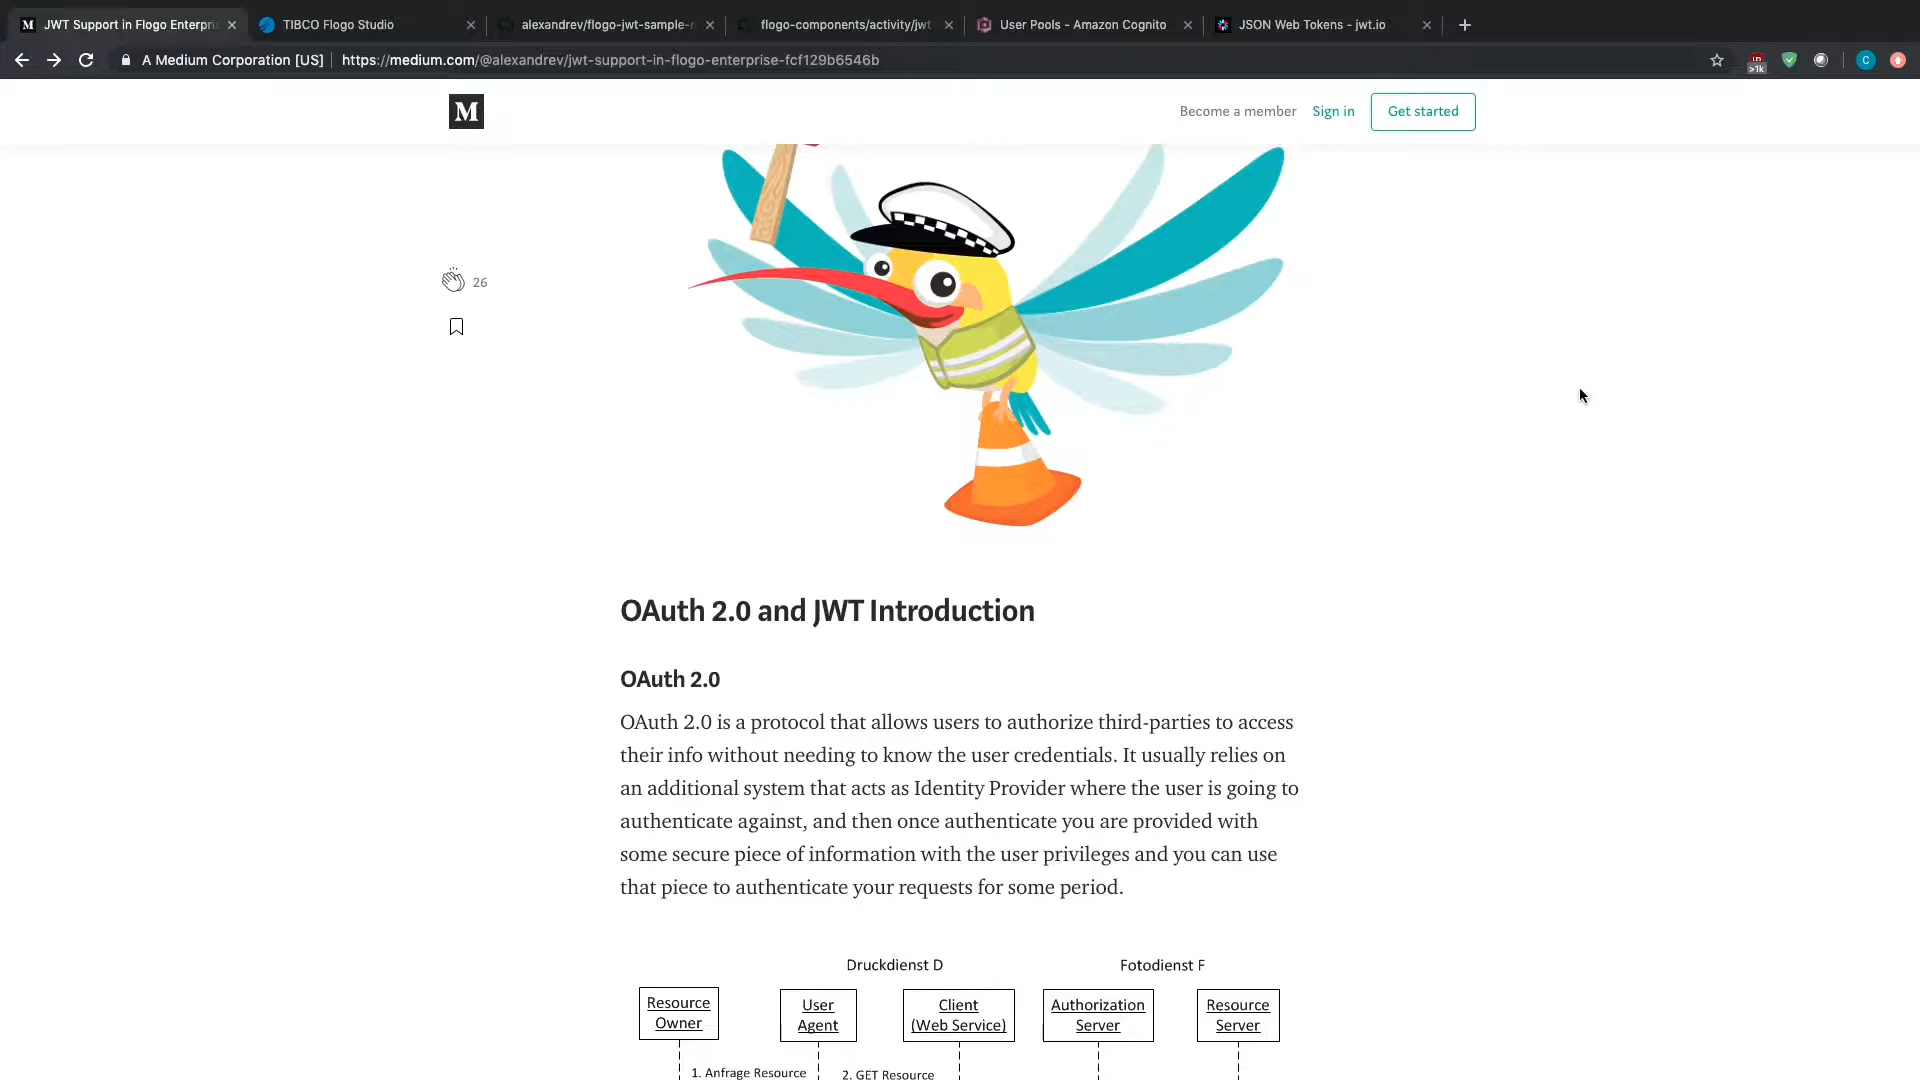 JWT Support in Flogo Enterpri
TIBCO Flogo Studio
alexandrev/flogo-jwt-sample-
flogo-components/activity/jwt
User Pools - Amazon Cognito
JSON Web Tokens - jwt.io
A Medium Corporation [US]
https://medium.com/@alexandrev/jwt-support-in-flogo-enterprise-fcf129b6546b
>1k
C
M
Become a member
Sign in
Get started
26
OAuth 2.0 and JWT Introduction
OAuth 2.0
OAuth 2.0 is a protocol that allows users to authorize third-parties to access
their info without needing to know the user credentials. It usually relies on
an additional system that acts as Identity Provider where the user is going to
authenticate against, and then once authenticate you are provided with
some secure piece of information with the user privileges and you can use
that piece to authenticate your requests for some period.
Druckdienst D
Fotodienst F
Resource
Owner
User
Agent
Client
(Web Service)
Authorization
Server
Resource
Server
1. Anfrage Resource
2. GET Resource